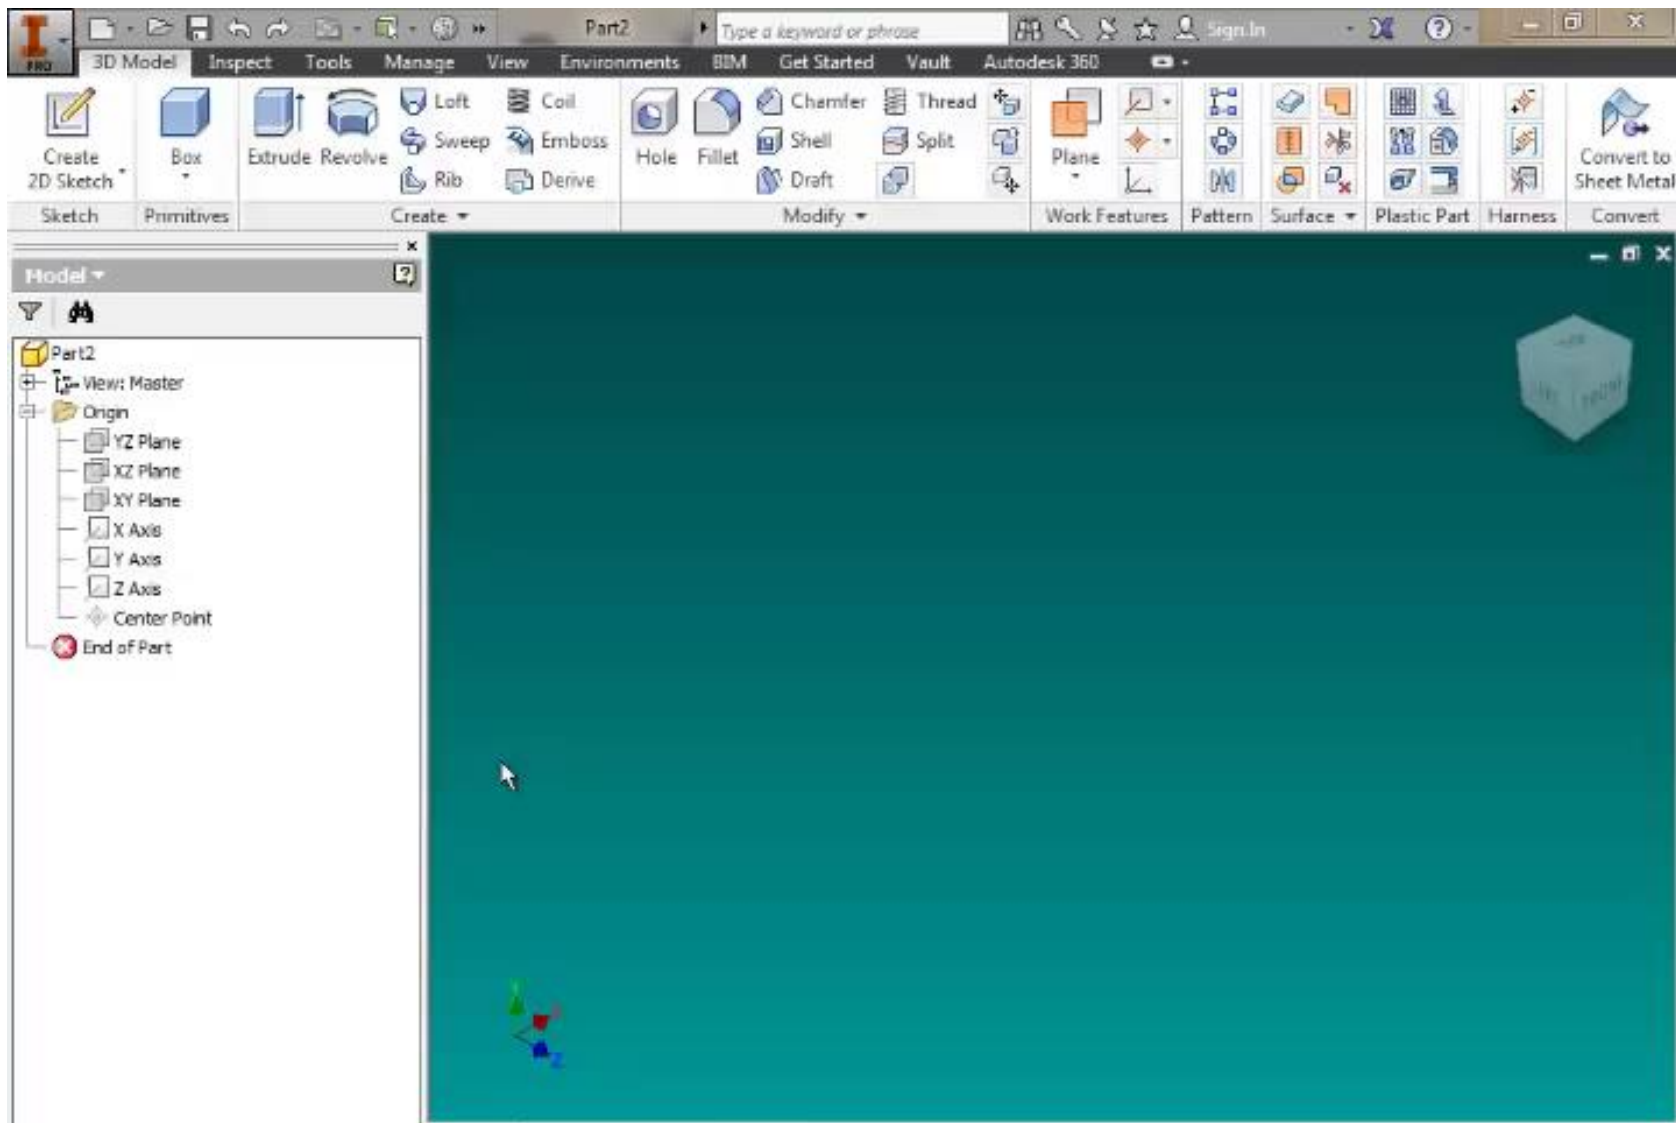 PRO
Part2
Type a keyword or phrase
Sign In
3D Model Inspect Tools Manage View Environments BIM Get Started Vault Autodesk 360
Create
2D Sketch
Box
Extrude Revolve
Loft
Sweep
Rib
Coil
Emboss
Derive
Hole
Fillet
Chamfer
Shell
Draft
Thread
Split
Plane
Convert to
Sheet Metal
Sketch Primitives Create Modify Work Features Pattern Surface Plastic Part Harness Convert
Model
Part2
View: Master
Origin
YZ Plane
XZ Plane
XY Plane
X Axis
Y Axis
Z Axis
Center Point
End of Part
FRONT
Z